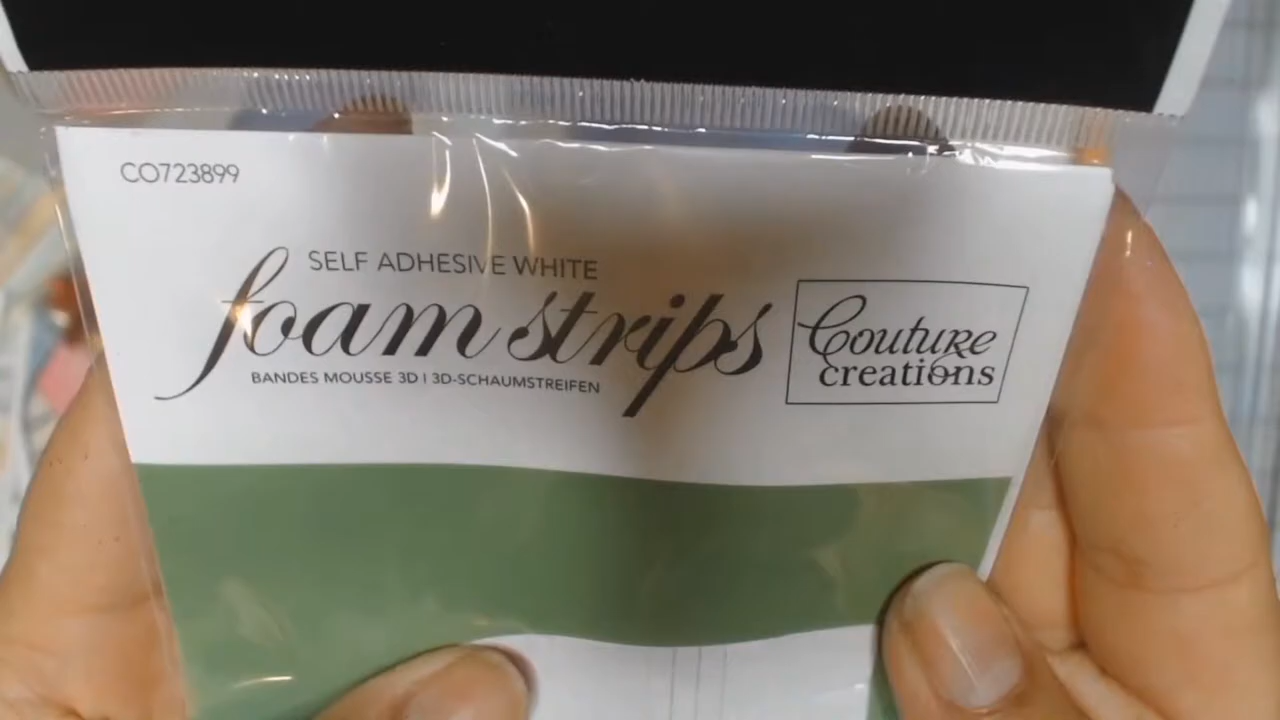 CO723899
SELF ADHESIVE WHITE
foam strips
BANDES MOUSSE 3D | 3D-SCHAUMSTREIFEN
Couture
creations